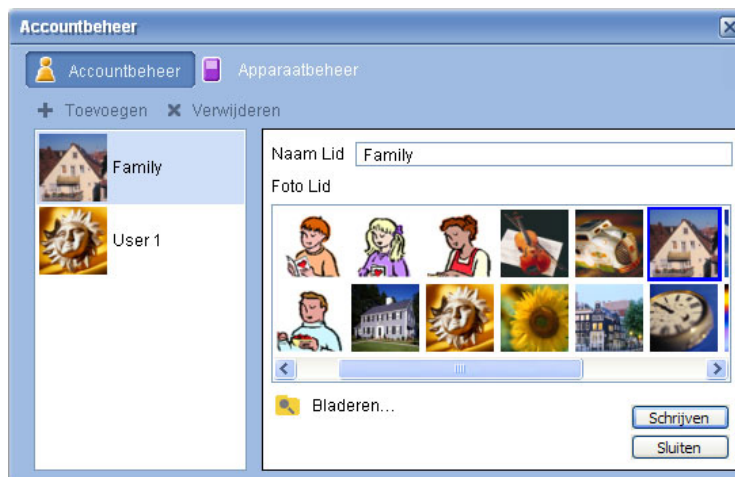 Accountbeheer
Accountbeheer Apparaatbeheer
Toevoegen Verwijderen
Family
User 1
Naam Lid Family
Foto Lid
Bladeren...
Schrijven
Sluiten